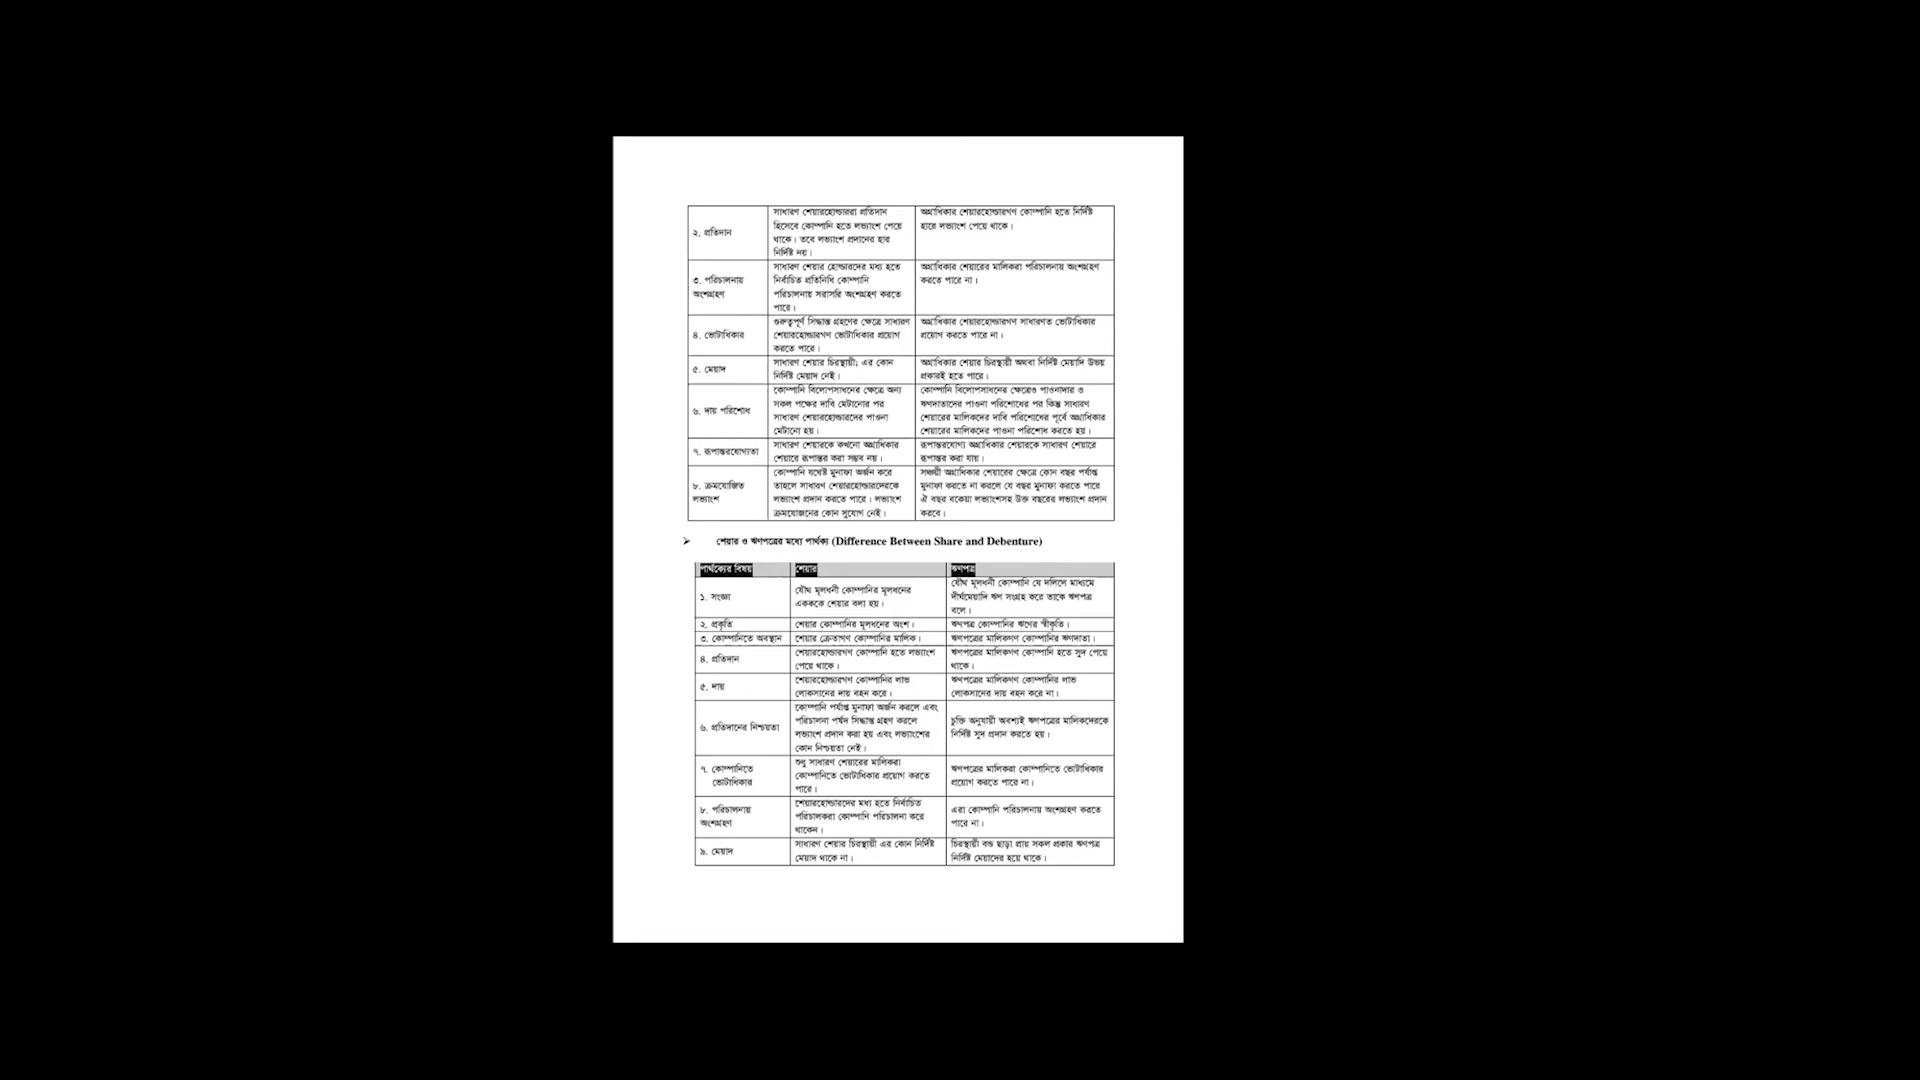 ২. প্রতিদান
সাধারণ শেয়ারহোল্ডাররা প্রতিদান
হিসেবে কোম্পানি হতে লভ্যাংশ পেয়ে
থাকে। তবে লভ্যাংশ প্রদানের হার
নির্দিষ্ট নয়।
অগ্রাধিকার শেয়ারহোল্ডারগণ কোম্পানি হতে নির্দিষ্ট
হারে লভ্যাংশ পেয়ে থাকে।
৩. পরিচালনায়
অংশগ্রহণ
সাধারণ শেয়ার হোল্ডারদের মধ্য হতে
নির্বাচিত প্রতিনিধি কোম্পানি
পরিচালনায় সরাসরি অংশগ্রহণ করতে
পারে।
অগ্রাধিকার শেয়ারের মালিকরা পরিচালনায় অংশগ্রহণ
করতে পারে না।
৪. ভোটাধিকার
গুরুত্বপূর্ণ সিদ্ধান্ত গ্রহণের ক্ষেত্রে সাধারণ
শেয়ারহোল্ডারগণ ভোটাধিকার প্রয়োগ
করতে পারে।
অগ্রাধিকার শেয়ারহোল্ডারগণ সাধারণত ভোটাধিকার
প্রয়োগ করতে পারে না।
৫. মেয়াদ
সাধারণ শেয়ার চিরস্থায়ী; এর কোন
নির্দিষ্ট মেয়াদ নেই।
অগ্রাধিকার শেয়ার চিরস্থায়ী অথবা নির্দিষ্ট মেয়াদি উভয়
প্রকারই হতে পারে।
৬. দায় পরিশোধ
কোম্পানি বিলোপসাধনের ক্ষেত্রে অন্য
সকল পক্ষের দাবি মেটানোর পর
সাধারণ শেয়ারহোল্ডারদের পাওনা
মেটানো হয়।
কোম্পানি বিলোপসাধনের ক্ষেত্রেও পাওনাদার ও
ঋণদাতাদের পাওনা পরিশোধের পর কিন্তু সাধারণ
শেয়ারের মালিকদের দাবি পরিশোধের পূর্বে অগ্রাধিকার
শেয়ারের মালিকদের পাওনা পরিশোধ করতে হয়।
৭. রূপান্তরযোগ্যতা
সাধারণ শেয়ারকে কখনো অগ্রাধিকার
শেয়ারে রূপান্তর করা সম্ভব নয়।
রূপান্তরযোগ্য অগ্রাধিকার শেয়ারকে সাধারণ শেয়ারে
রূপান্তর করা যায়।
৮. ক্রমযোজিত
লভ্যাংশ
কোম্পানি যথেষ্ট মুনাফা অর্জন করে
তাহলে সাধারণ শেয়ারহোল্ডারদেরকে
লভ্যাংশ প্রদান করতে পারে। লভ্যাংশ
ক্রমযোজনের কোন সুযোগ নেই।
সঞ্চয়ী অগ্রাধিকার শেয়ারের ক্ষেত্রে কোন বছর পর্যাপ্ত
মুনাফা করতে না করলে যে বছর মুনাফা করতে পারে
ঐ বছর বকেয়া লভ্যাংশসহ উক্ত বছরের লভ্যাংশ প্রদান
করবে।
➢ শেয়ার ও ঋণপত্রের মধ্যে পার্থক্য (Difference Between Share and Debenture)
পার্থক্যের বিষয় শেয়ার ঋণপত্র
১. সংজ্ঞা
যৌথ মূলধনী কোম্পানির মূলধনের
একককে শেয়ার বলা হয়।
যৌথ মূলধনী কোম্পানি যে দলিলে মাধ্যমে
দীর্ঘমেয়াদি ঋণ সংগ্রহ করে তাকে ঋণপত্র
বলে।
২. প্রকৃতি শেয়ার কোম্পানির মূলধনের অংশ। ঋণপত্র কোম্পানির ঋণের স্বীকৃতি।
৩. কোম্পানিতে অবস্থান শেয়ার ক্রেতাগণ কোম্পানির মালিক। ঋণপত্রের মালিকগণ কোম্পানির ঋণদাতা।
৪. প্রতিদান
শেয়ারহোল্ডারগণ কোম্পানি হতে লভ্যাংশ
পেয়ে থাকে।
ঋণপত্রের মালিকগণ কোম্পানি হতে সুদ পেয়ে
থাকে।
৫. দায়
শেয়ারহোল্ডারগণ কোম্পানির লাভ
লোকসানের দায় বহন করে।
ঋণপত্রের মালিকগণ কোম্পানির লাভ
লোকসানের দায় বহন করে না।
৬. প্রতিদানের নিশ্চয়তা
কোম্পানি পর্যাপ্ত মুনাফা অর্জন করলে এবং
পরিচালনা পর্ষদ সিদ্ধান্ত গ্রহণ করলে
লভ্যাংশ প্রদান করা হয় এবং লভ্যাংশের
কোন নিশ্চয়তা নেই।
চুক্তি অনুযায়ী অবশ্যই ঋণপত্রের মালিকদেরকে
নির্দিষ্ট সুদ প্রদান করতে হয়।
৭. কোম্পানিতে
ভোটাধিকার
শুধু সাধারণ শেয়ারের মালিকরা
কোম্পানিতে ভোটাধিকার প্রয়োগ করতে
পারে।
ঋণপত্রের মালিকরা কোম্পানিতে ভোটাধিকার
প্রয়োগ করতে পারে না।
৮. পরিচালনায়
অংশগ্রহণ
শেয়ারহোল্ডারদের মধ্য হতে নির্বাচিত
পরিচালকরা কোম্পানি পরিচালনা করে
থাকেন।
এরা কোম্পানি পরিচালনায় অংশগ্রহণ করতে
পারে না।
৯. মেয়াদ
সাধারণ শেয়ার চিরস্থায়ী এর কোন নির্দিষ্ট
মেয়াদ থাকে না।
চিরস্থায়ী বন্ড ছাড়া প্রায় সকল প্রকার ঋণপত্র
নির্দিষ্ট মেয়াদের হয়ে থাকে।